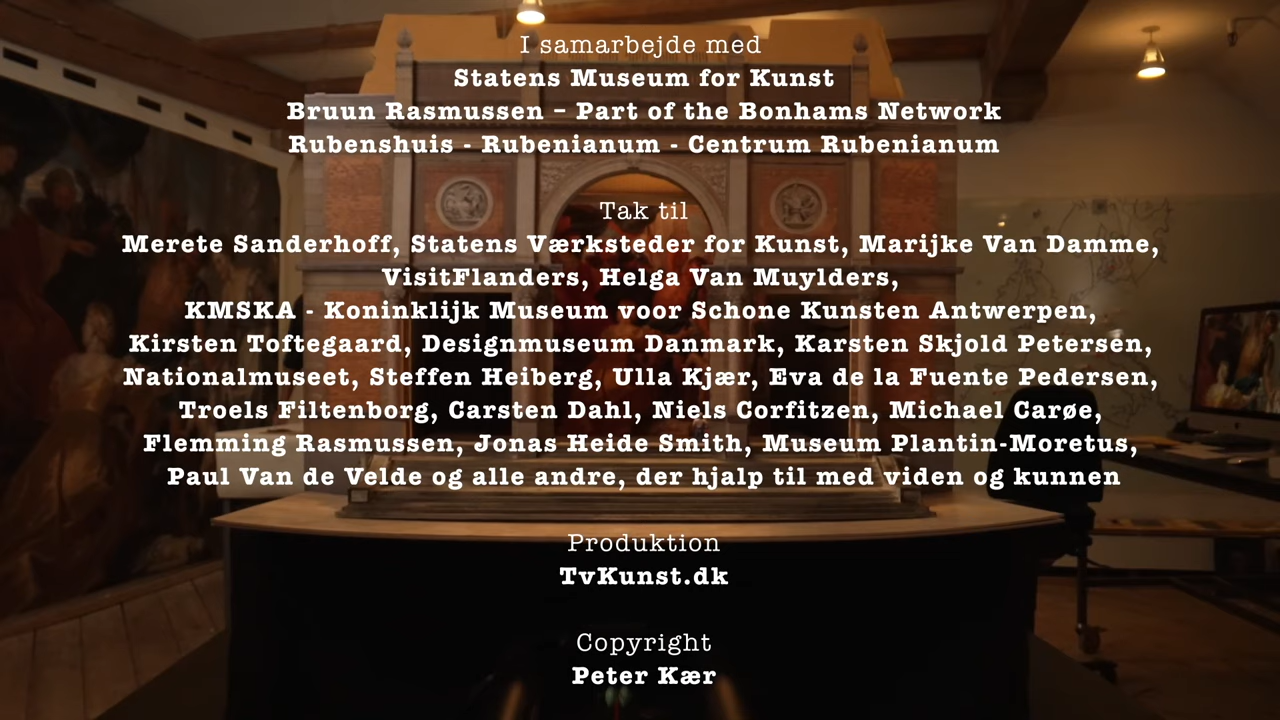 I samarbejde med
Statens Museum for Kunst
Bruun Rasmussen – Part of the Bonhams Network
Rubenshuis - Rubenianum - Centrum Rubenianum
Tak til
Merete Sanderhoff, Statens Værksteder for Kunst, Marijke Van Damme,
VisitFlanders, Helga Van Muylders,
KMSKA - Koninklijk Museum voor Schone Kunsten Antwerpen,
Kirsten Toftegaard, Designmuseum Danmark, Karsten Skjold Petersen,
Nationalmuseet, Steffen Heiberg, Ulla Kjær, Eva de la Fuente Pedersen,
Troels Filtenborg, Carsten Dahl, Niels Corfitzen, Michael Carøe,
Flemming Rasmussen, Jonas Heide Smith, Museum Plantin-Moretus,
Paul Van de Velde og alle andre, der hjalp til med viden og kunnen
Produktion
TvKunst.dk
Copyright
Peter Kær